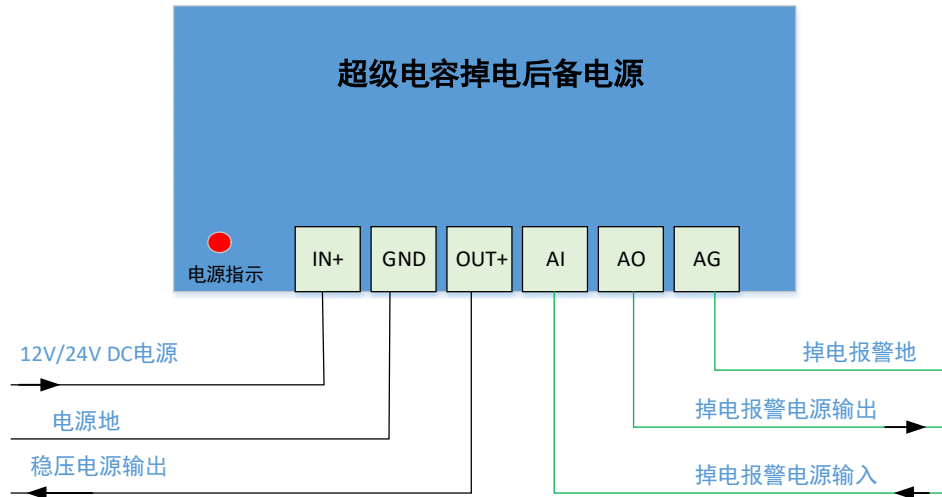 超级电容掉电后备电源
电源指示
IN+
GND
OUT+
AI
AO
AG
12V/24V DC电源
电源地
稳压电源输出
掉电报警地
掉电报警电源输出
掉电报警电源输入